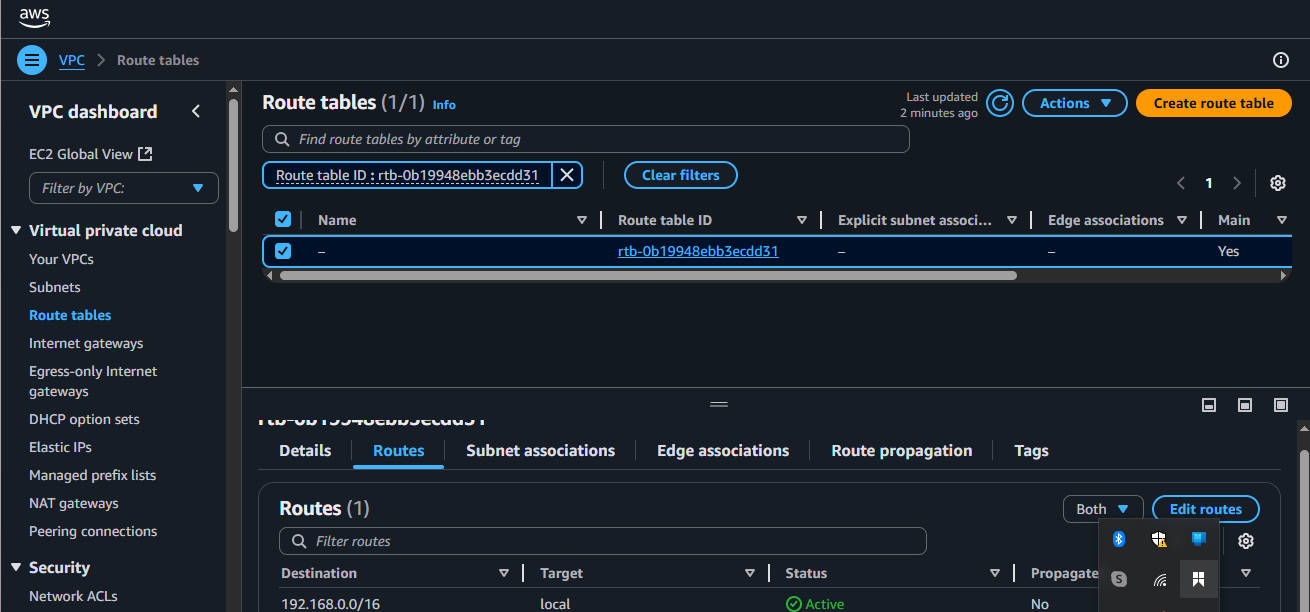 aws
VPC > Route tables
VPC dashboard
EC2 Global View
Filter by VPC:
Virtual private cloud
Your VPCs
Subnets
Route tables
Internet gateways
Egress-only Internet
gateways
DHCP option sets
Elastic IPs
Managed prefix lists
NAT gateways
Peering connections
Security
Network ACLs
Route tables (1/1) Info
Last updated
2 minutes ago
Actions
Create route table
Find route tables by attribute or tag
Route table ID : rtb-0b19948ebb3ecdd31
Clear filters
1
Name Route table ID Explicit subnet associ... Edge associations Main
– rtb-0b19948ebb3ecdd31 – – Yes
rtb-0b19948ebb3ecdd31
Details Routes Subnet associations Edge associations Route propagation Tags
Routes (1)
Both
Edit routes
Filter routes
Destination Target Status Propagate
192.168.0.0/16 local Active No